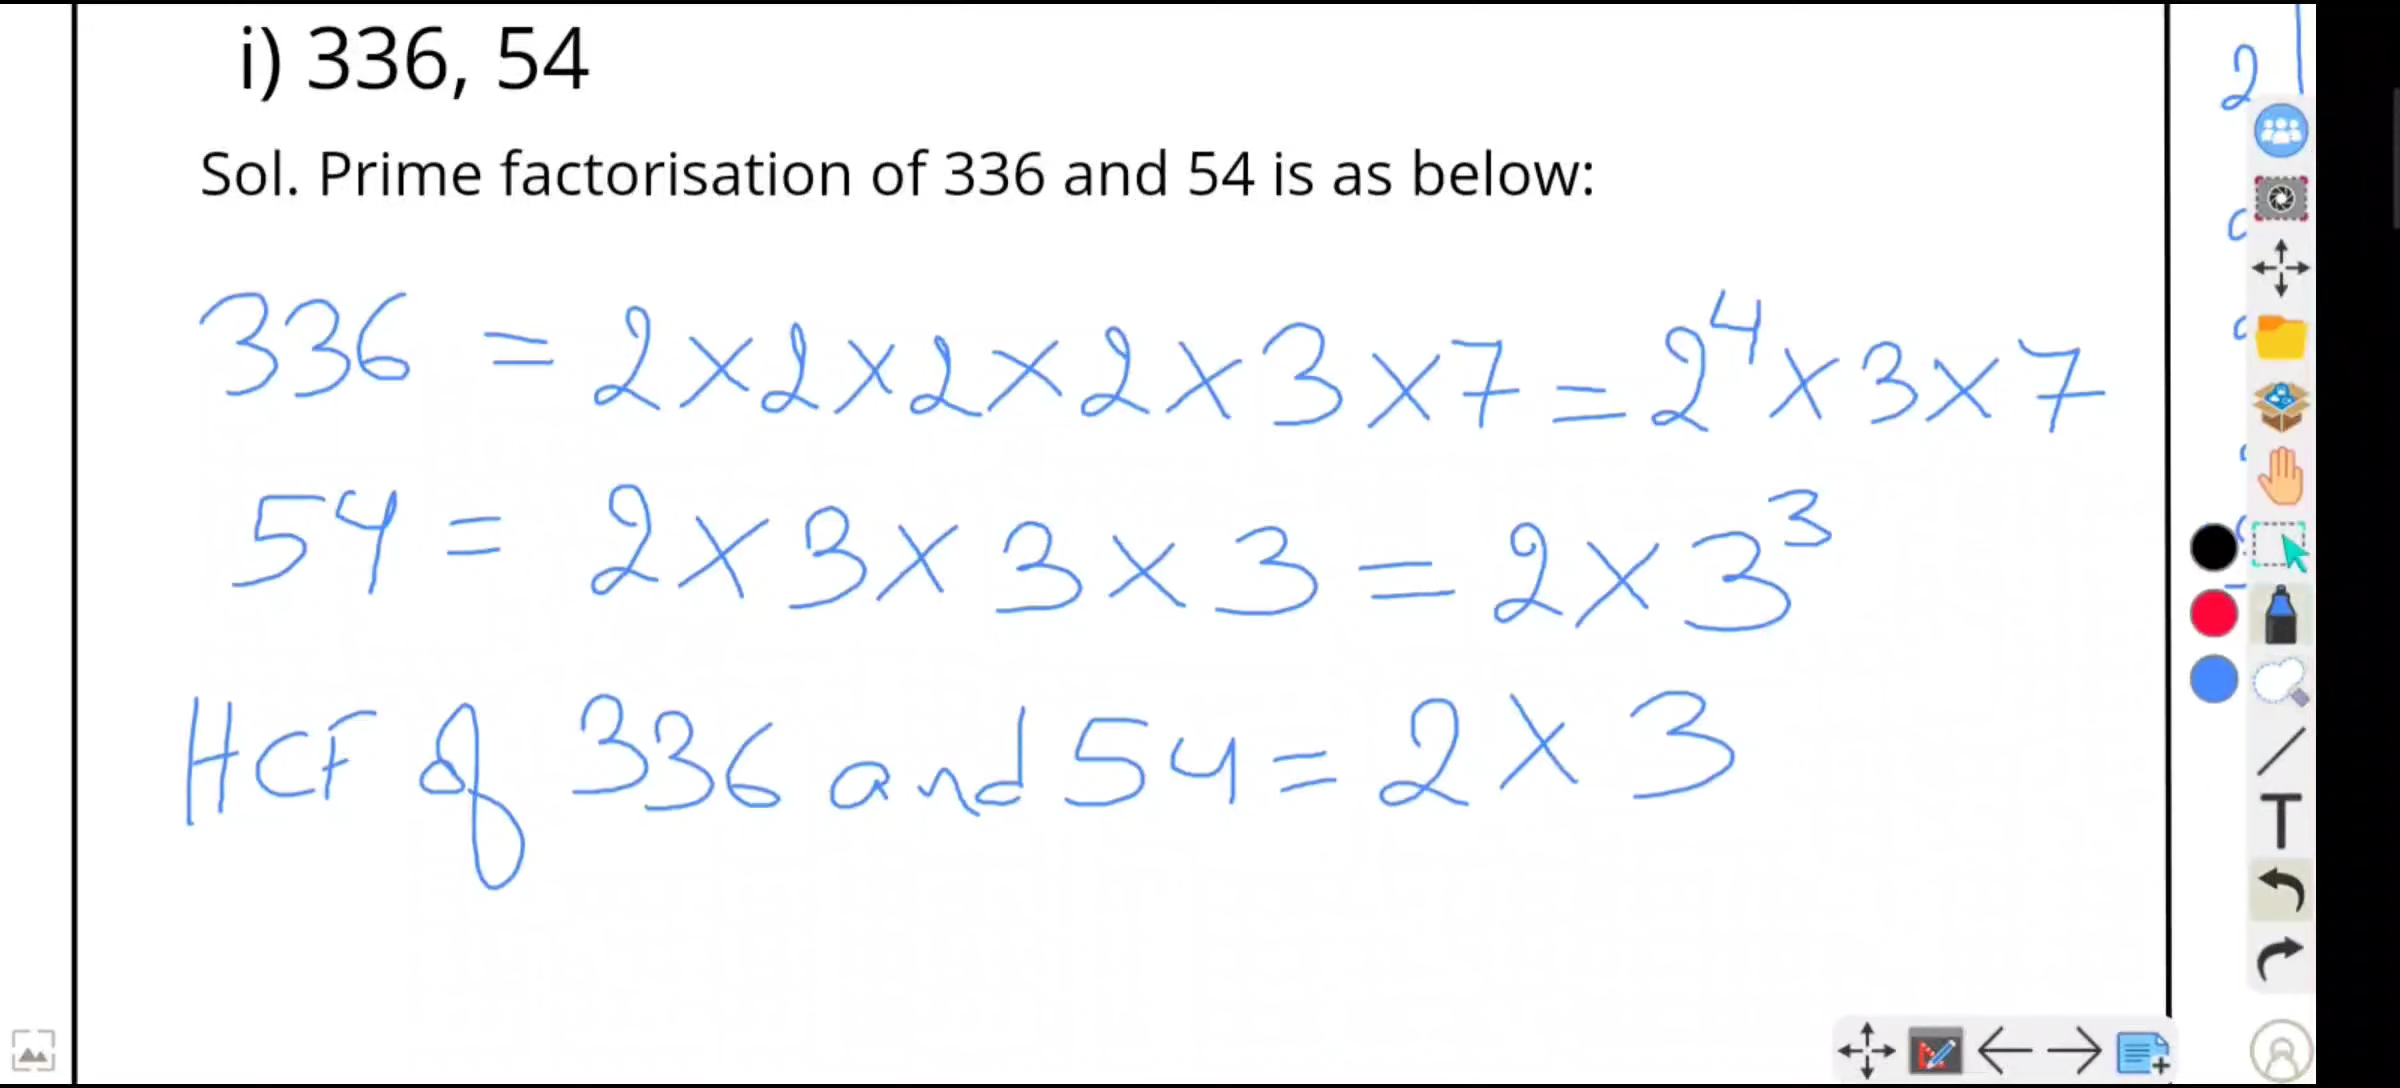 i) 336, 54
2
Sol. Prime factorisation of 336 and 54 is as below:
336 = 2×2×2×2×3×7 = 2⁴×3×7
54 = 2×3×3×3 = 2×3³
HCF of 336 and 54 = 2×3
T